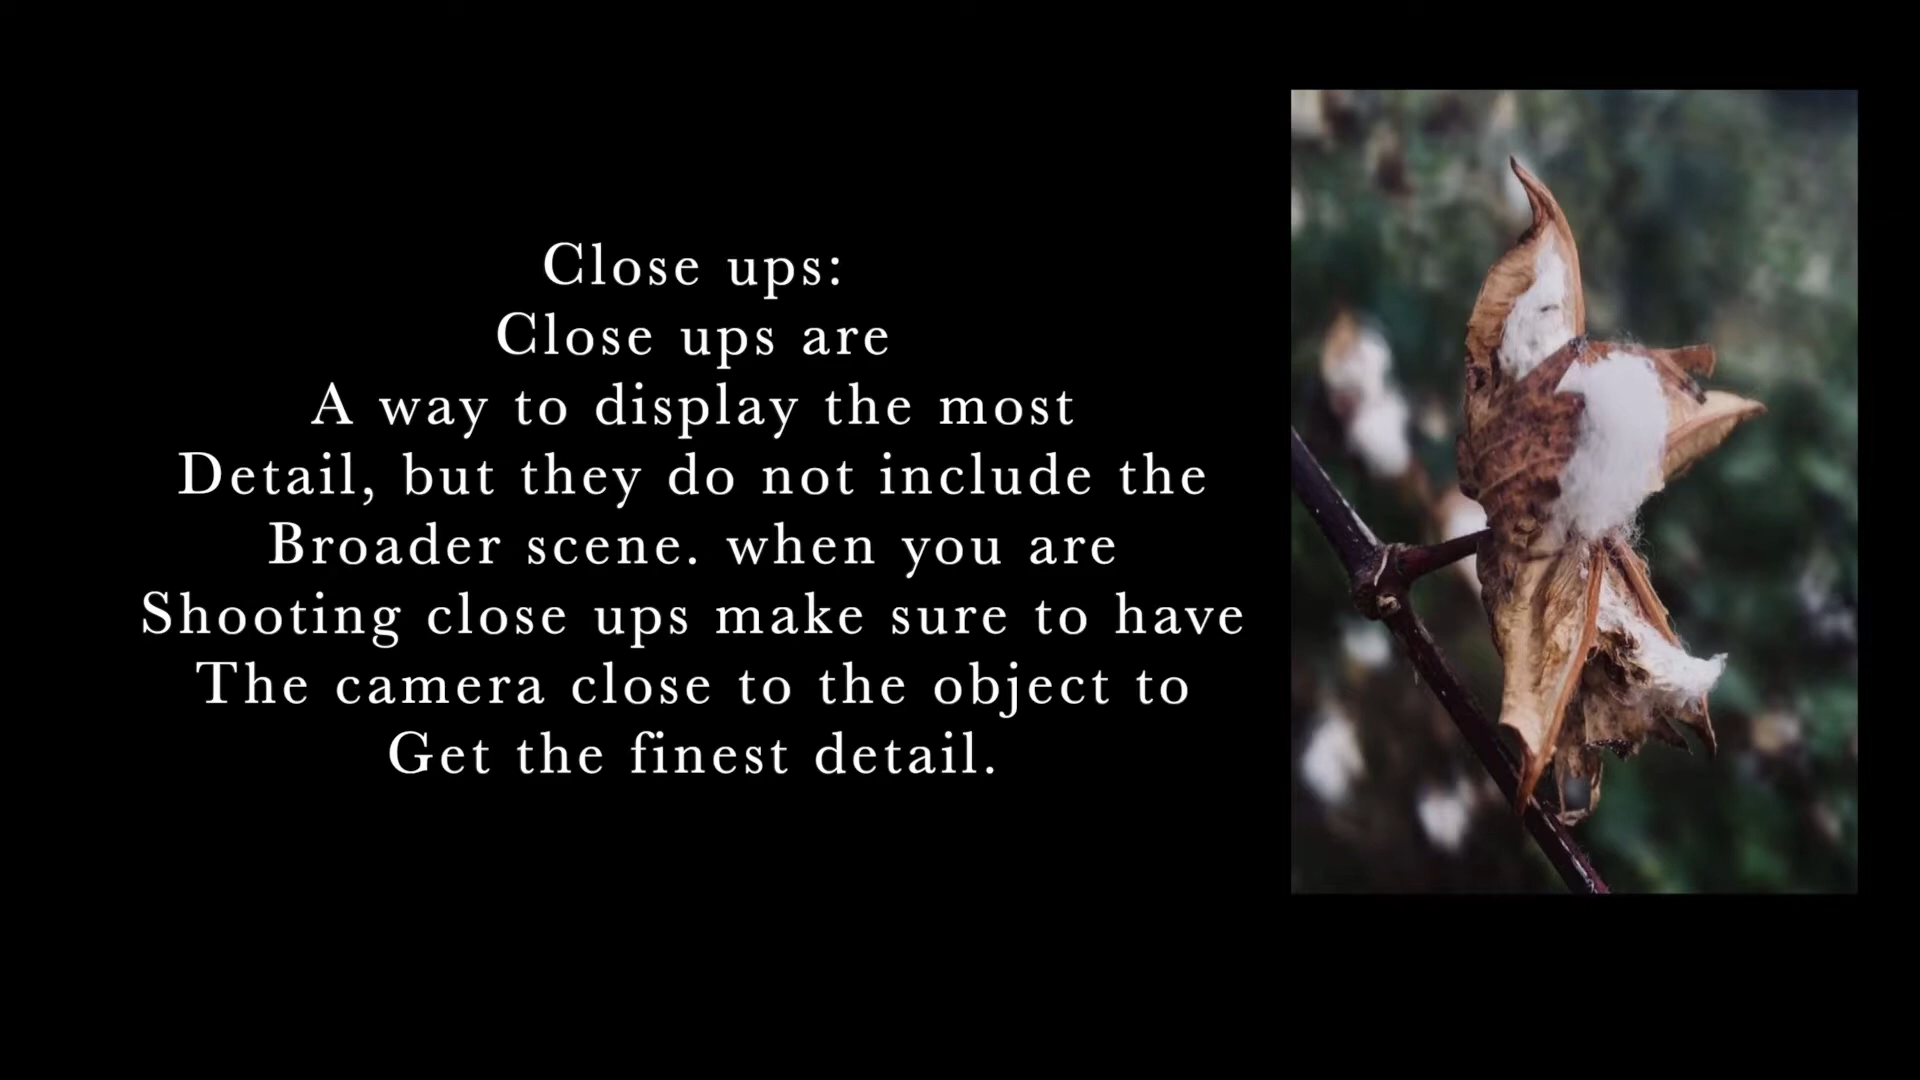 Close ups:
Close ups are
A way to display the most
Detail, but they do not include the
Broader scene. when you are
Shooting close ups make sure to have
The camera close to the object to
Get the finest detail.